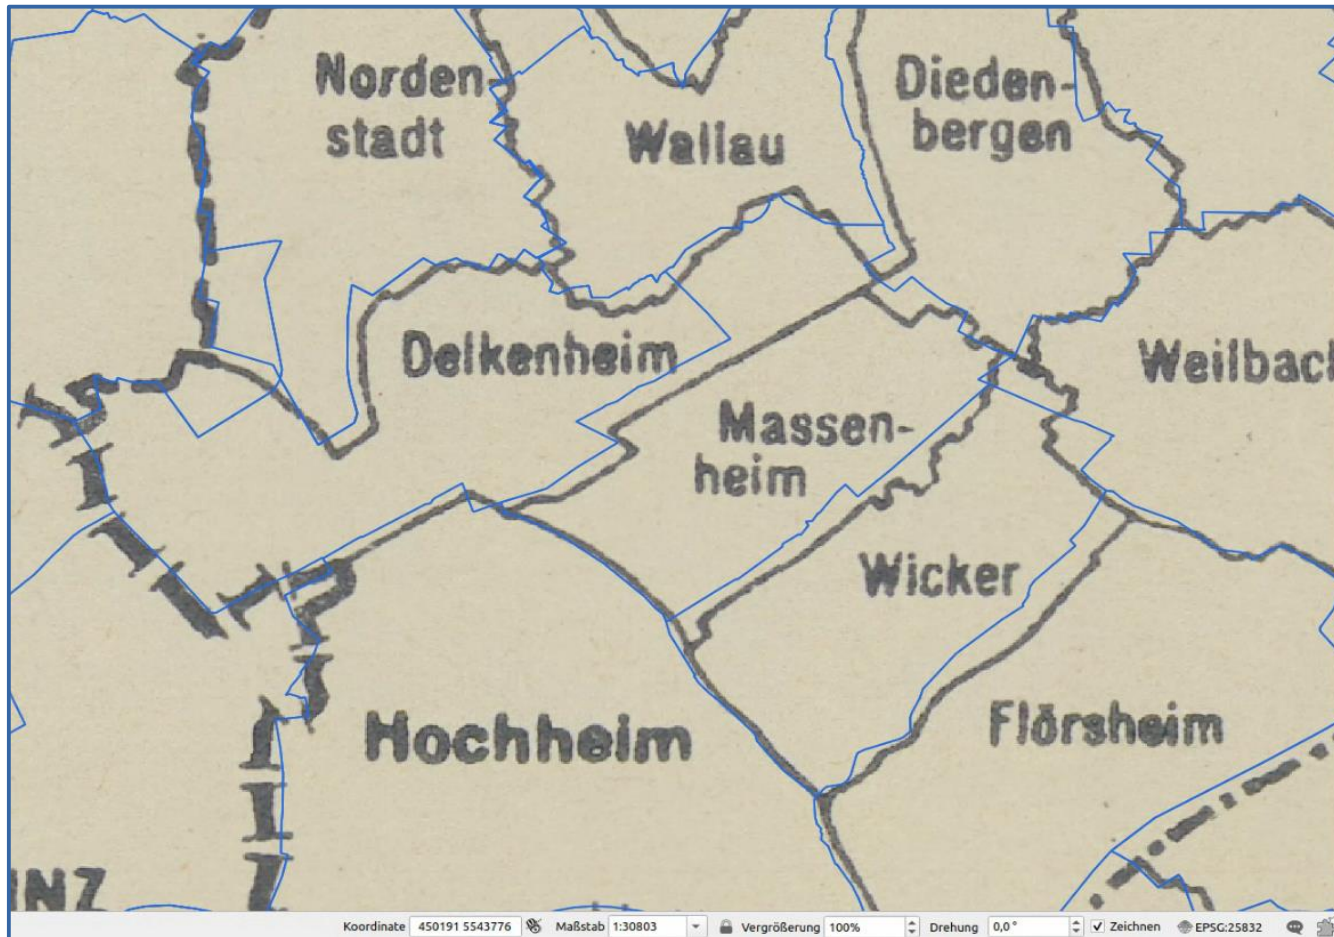 Norden-
stadt
Wallau
Dieden-
bergen
Delkenheim
Weilbach
Massen-
heim
Wicker
Hochheim
Flörsheim
INZ
Koordinate 450191 5543776 Maßstab 1:30803 Vergrößerung 100% Drehung 0,0 ° Zeichnen EPSG:25832